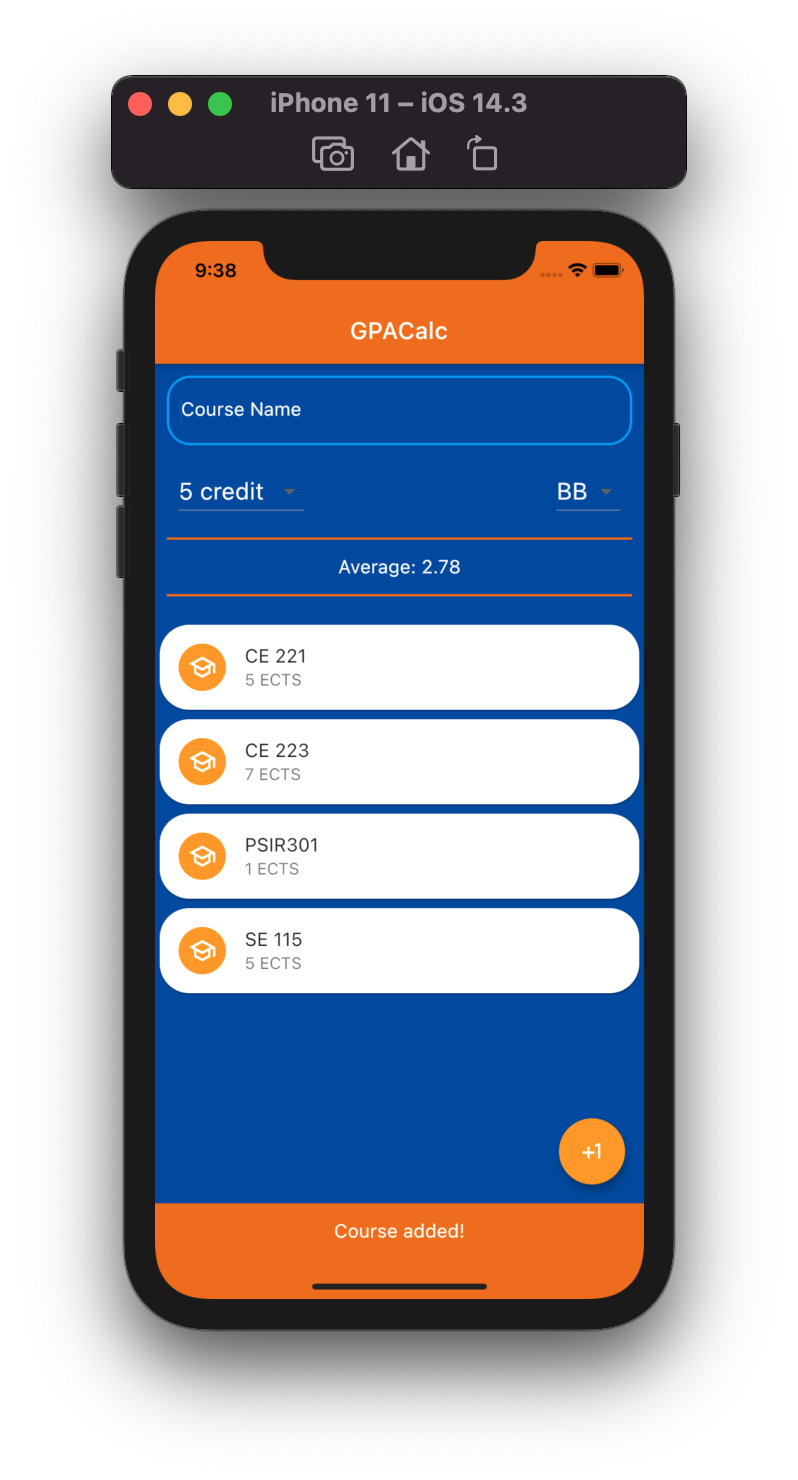 iPhone 11 – iOS 14.3
9:38
GPACalc
Course Name
5 credit BB
Average: 2.78
CE 221
5 ECTS
CE 223
7 ECTS
PSIR301
1 ECTS
SE 115
5 ECTS
+1
Course added!